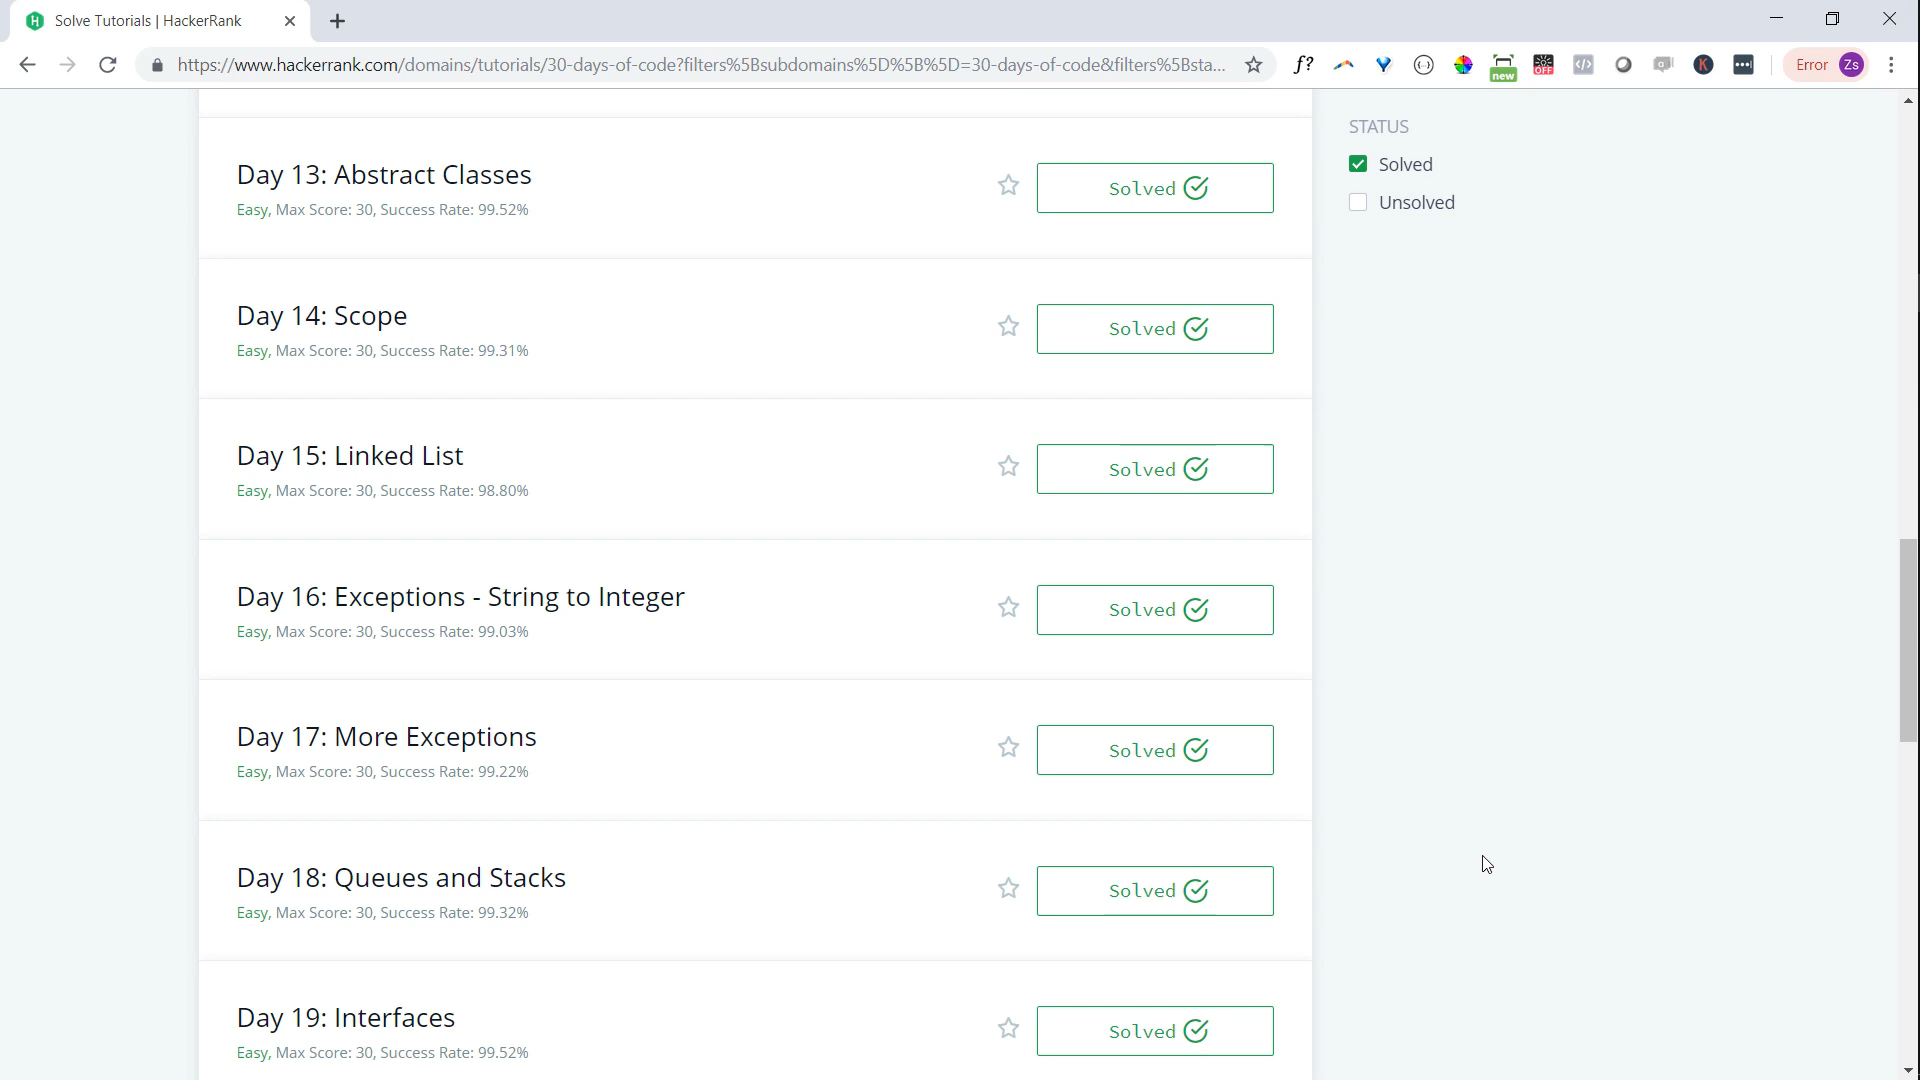 Solve Tutorials | HackerRank
https://www.hackerrank.com/domains/tutorials/30-days-of-code?filters%5Bsubdomains%5D%5B%5D=30-days-of-code&filters%5Bsta...
f?
new
OFF
K
Error Zs
Day 13: Abstract Classes
Easy, Max Score: 30, Success Rate: 99.52%
Solved
STATUS
Solved
Unsolved
Day 14: Scope
Easy, Max Score: 30, Success Rate: 99.31%
Solved
Day 15: Linked List
Easy, Max Score: 30, Success Rate: 98.80%
Solved
Day 16: Exceptions - String to Integer
Easy, Max Score: 30, Success Rate: 99.03%
Solved
Day 17: More Exceptions
Easy, Max Score: 30, Success Rate: 99.22%
Solved
Day 18: Queues and Stacks
Easy, Max Score: 30, Success Rate: 99.32%
Solved
Day 19: Interfaces
Easy, Max Score: 30, Success Rate: 99.52%
Solved